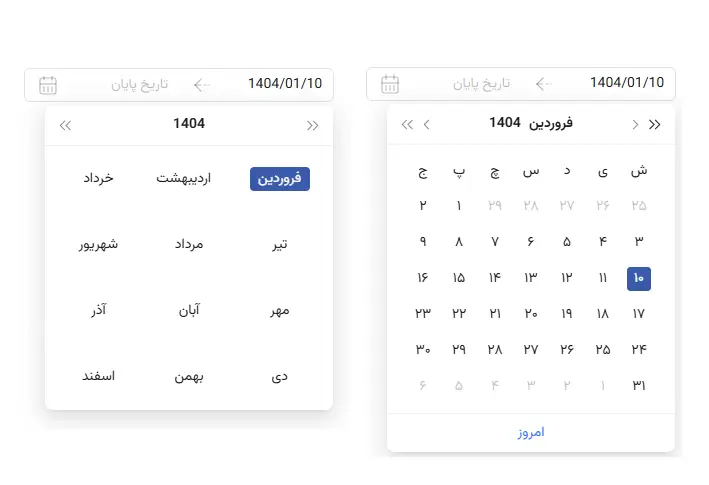 1404/01/10 تاریخ پایان
فروردین 1404
ش ی د س چ پ ج
۲۵ ۲۶ ۲۷ ۲۸ ۲۹ ۱ ۲
۳ ۴ ۵ ۶ ۷ ۸ ۹
۱۰ ۱۱ ۱۲ ۱۳ ۱۴ ۱۵ ۱۶
۱۷ ۱۸ ۱۹ ۲۰ ۲۱ ۲۲ ۲۳
۲۴ ۲۵ ۲۶ ۲۷ ۲۸ ۲۹ ۳۰
۳۱ ۱ ۲ ۳ ۴ ۵ ۶
امروز
1404/01/10 تاریخ پایان
1404
فروردین اردیبهشت خرداد
تیر مرداد شهریور
مهر آبان آذر
دی بهمن اسفند